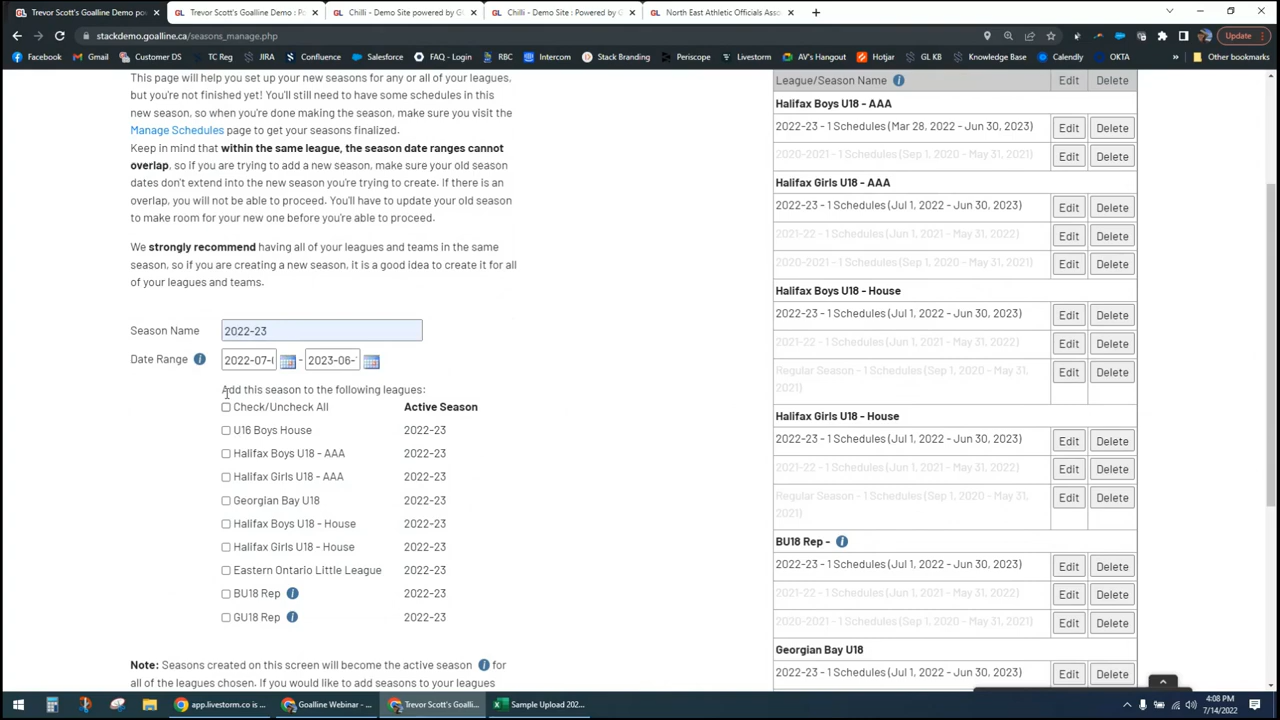 Trevor Scott's Goalline Demo : po
Trevor Scott's Goalline Demo : P
Chilli - Demo Site powered by G
Chilli - Demo Site : Powered by G
North East Athletic Officials Ass
stackdemo.goalline.ca/seasons_manage.php
Update
Facebook
Gmail
Customer DS
TC Reg
JIRA
Confluence
Salesforce
FAQ - Login
RBC
Intercom
Stack Branding
Periscope
Livestorm
AV's Hangout
Hotjar
GL KB
Knowledge Base
Calendly
OKTA
Other bookmarks
This page will help you set up your new seasons for any or all of your leagues,
but you're not finished yet! You'll still need to have some schedules in this
new season, so when you're done making the season, make sure you visit the
Manage Schedules page to get your seasons finalized.
Keep in mind that within the same league, the season date ranges cannot
overlap, so if you are trying to add a new season, make sure your old season
dates don't extend into the new season you're trying to create. If there is an
overlap, you will not be able to proceed. You'll have to update your old season
to make room for your new one before you're able to proceed.
We strongly recommend having all of your leagues and teams in the same
season, so if you are creating a new season, it is a good idea to create it for all
of your leagues and teams.
Season Name 2022-23
Date Range 2022-07- - 2023-06-
Add this season to the following leagues:
Check/Uncheck All Active Season
U16 Boys House 2022-23
Halifax Boys U18 - AAA 2022-23
Halifax Girls U18 - AAA 2022-23
Georgian Bay U18 2022-23
Halifax Boys U18 - House 2022-23
Halifax Girls U18 - House 2022-23
Eastern Ontario Little League 2022-23
BU18 Rep 2022-23
GU18 Rep 2022-23
Note: Seasons created on this screen will become the active season for
all of the leagues chosen. If you would like to add seasons to your leagues
League/Season Name Edit Delete
Halifax Boys U18 - AAA
2022-23 - 1 Schedules (Mar 28, 2022 - Jun 30, 2023) Edit Delete
2020-2021 - 1 Schedules (Sep 1, 2020 - May 31, 2021) Edit Delete
Halifax Girls U18 - AAA
2022-23 - 1 Schedules (Jul 1, 2022 - Jun 30, 2023) Edit Delete
2021-22 - 1 Schedules (Jun 1, 2021 - May 31, 2022) Edit Delete
2020-2021 - 1 Schedules (Sep 1, 2020 - May 31, 2021) Edit Delete
Halifax Boys U18 - House
2022-23 - 1 Schedules (Jul 1, 2022 - Jun 30, 2023) Edit Delete
2021-22 - 1 Schedules (Jun 1, 2021 - May 31, 2022) Edit Delete
Regular Season - 1 Schedules (Sep 1, 2020 - May 31, Edit Delete
2021)
Halifax Girls U18 - House
2022-23 - 1 Schedules (Jul 1, 2022 - Jun 30, 2023) Edit Delete
2021-22 - 1 Schedules (Jun 1, 2021 - May 31, 2022) Edit Delete
Regular Season - 1 Schedules (Sep 1, 2020 - May 31, Edit Delete
2021)
BU18 Rep -
2022-23 - 1 Schedules (Jul 1, 2022 - Jun 30, 2023) Edit Delete
2021-22 - 1 Schedules (Jun 1, 2021 - May 31, 2022) Edit Delete
2020-2021 - 1 Schedules (Sep 1, 2020 - May 31, 2021) Edit Delete
Georgian Bay U18
2022-23 - 1 Schedules (Jul 1, 2022 - Jun 30, 2023) Edit Delete
app.livestorm.co is ...
Goalline Webinar - ...
Trevor Scott's Goalli...
Sample Upload 202...
4:08 PM
7/14/2022